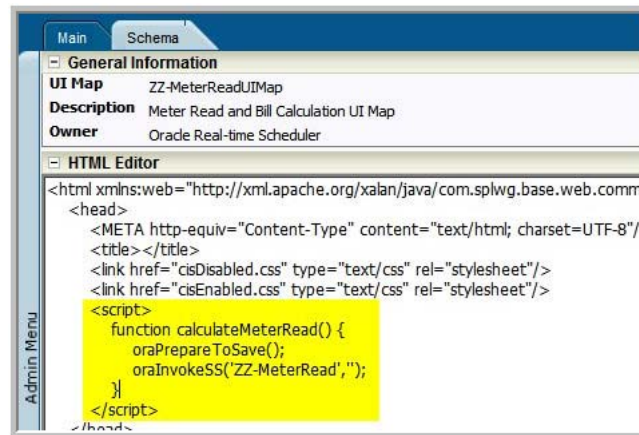 Main Schema
General Information
UI Map ZZ-MeterReadUIMap
Description Meter Read and Bill Calculation UI Map
Owner Oracle Real-time Scheduler
HTML Editor
<html xmlns:web="http://xml.apache.org/xalan/java/com.splwg.base.web.comm
<head>
<META http-equiv="Content-Type" content="text/html; charset=UTF-8"/
<title></title>
<link href="cisDisabled.css" type="text/css" rel="stylesheet"/>
<link href="cisEnabled.css" type="text/css" rel="stylesheet"/>
<script>
function calculateMeterRead() {
oraPrepareToSave();
oraInvokeSS('ZZ-MeterRead','');
}
</script>
</head>
Admin Menu